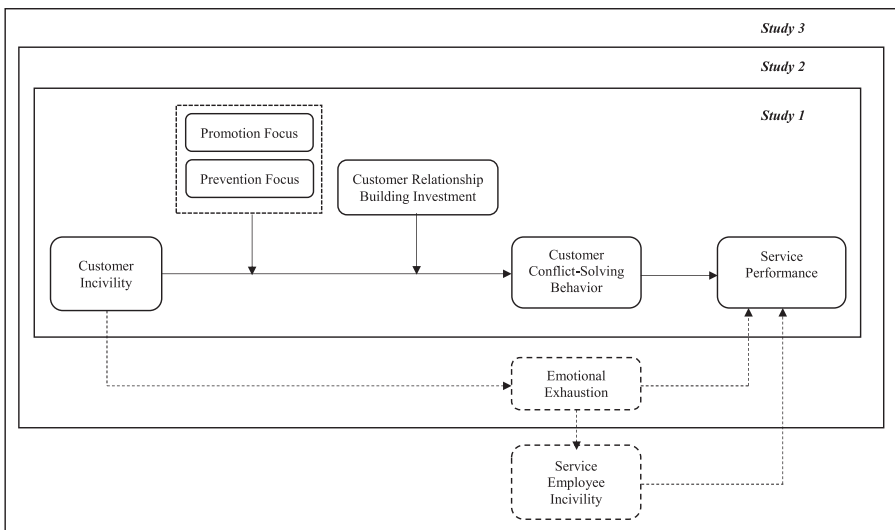 Study 3
Study 2
Study 1
Promotion Focus
Prevention Focus
Customer Relationship
Building Investment
Customer
Incivility
Customer
Conflict-Solving
Behavior
Service
Performance
Emotional
Exhaustion
Service
Employee
Incivility